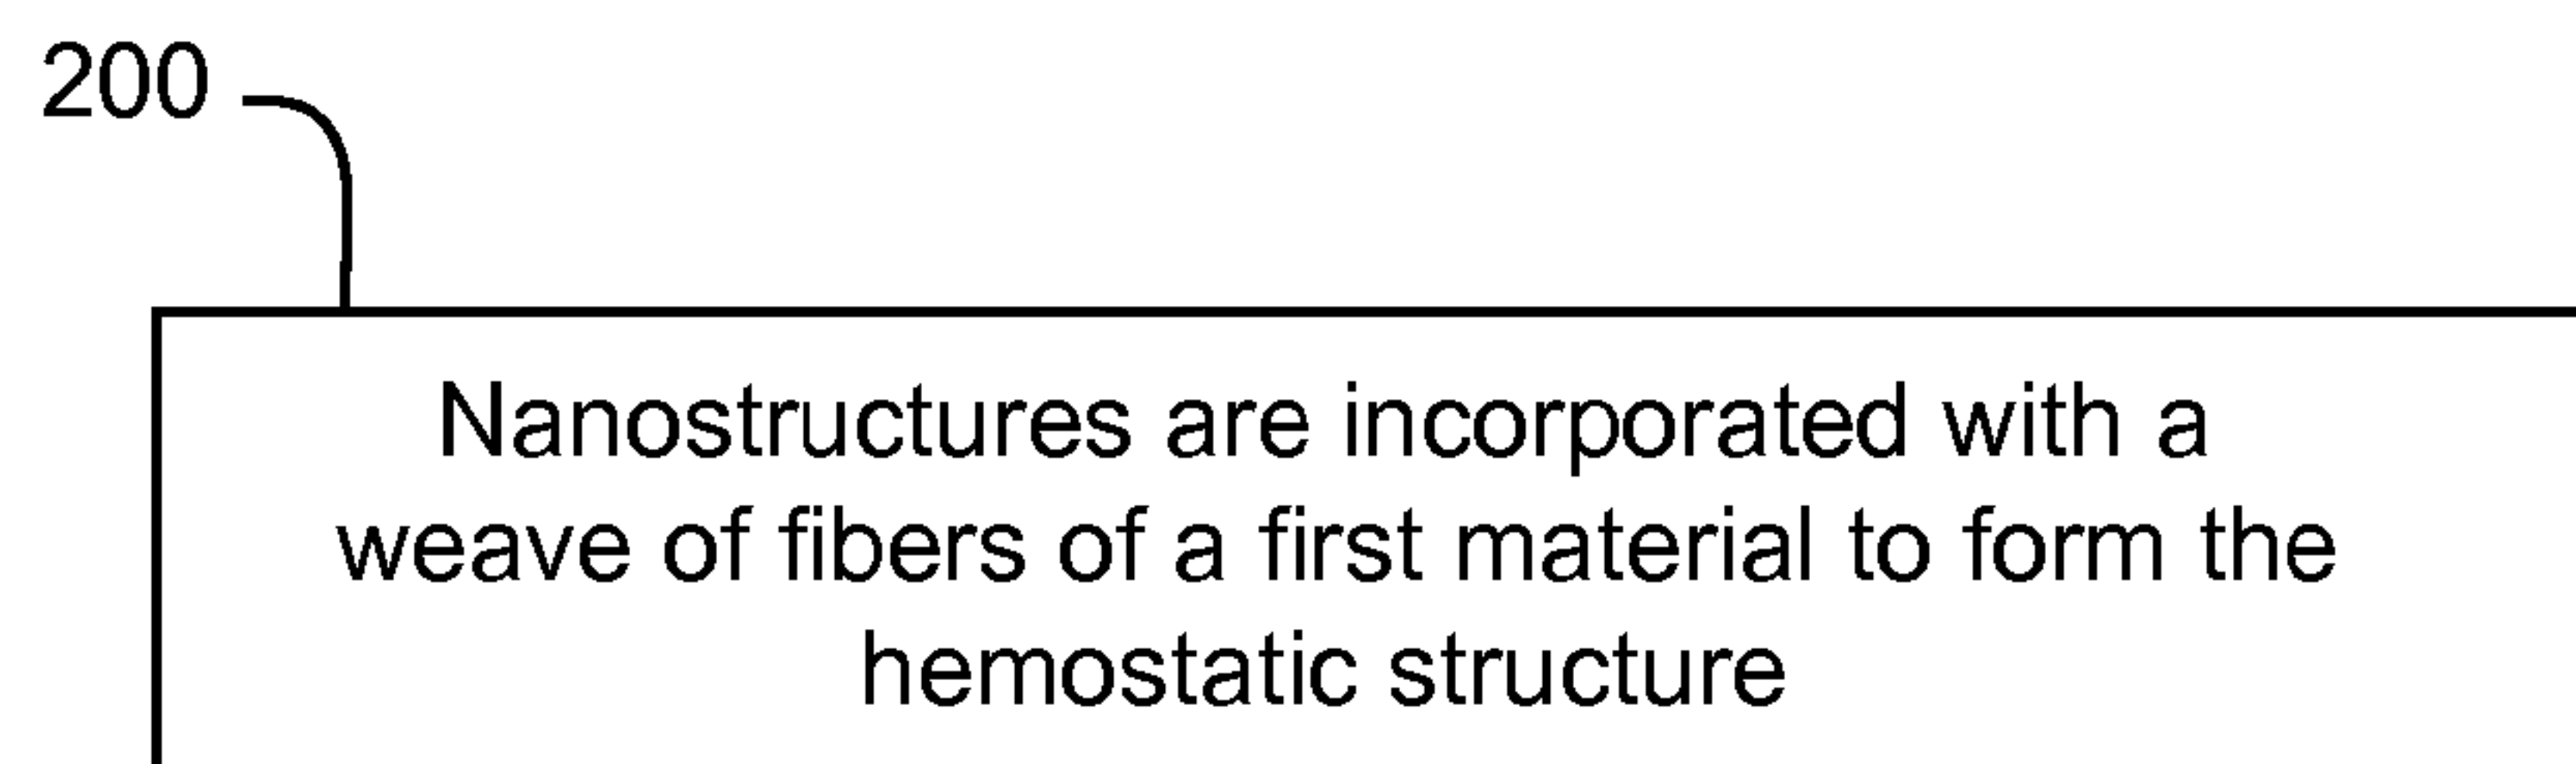 200
Nanostructures are incorporated with a
weave of fibers of a first material to form the
hemostatic structure